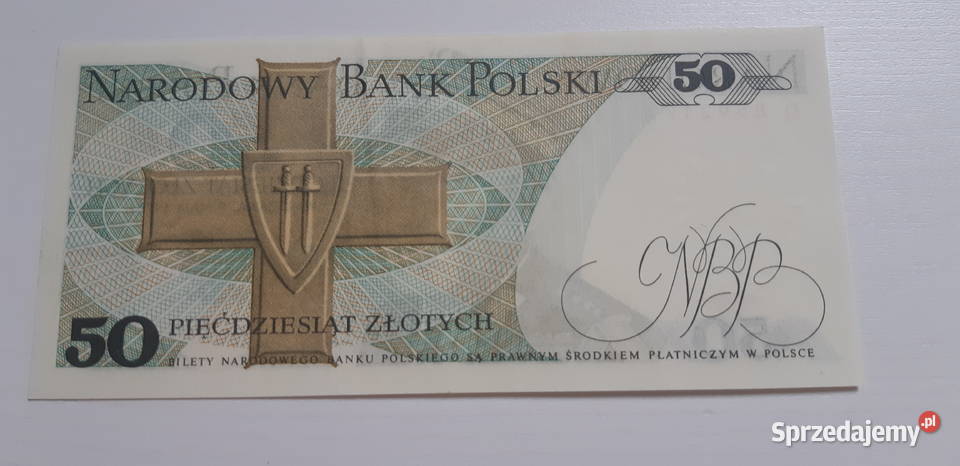 NARODOWY BANK POLSKI 50
NBP
50 PIĘĆDZIESIĄT ZŁOTYCH
BILETY NARODOWEGO BANKU POLSKIEGO SĄ PRAWNYM ŚRODKIEM PŁATNICZYM W POLSCE
Sprzedajemy.pl